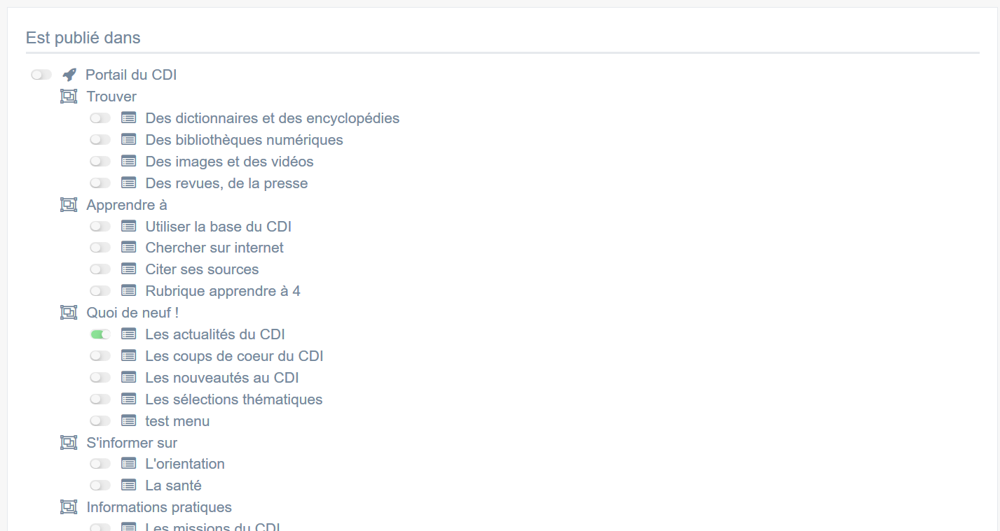 Est publié dans
Portail du CDI
Trouver
Des dictionnaires et des encyclopédies
Des bibliothèques numériques
Des images et des vidéos
Des revues, de la presse
Apprendre à
Utiliser la base du CDI
Chercher sur internet
Citer ses sources
Rubrique apprendre à 4
Quoi de neuf !
Les actualités du CDI
Les coups de coeur du CDI
Les nouveautés au CDI
Les sélections thématiques
test menu
S'informer sur
L'orientation
La santé
Informations pratiques
Les missions du CDI